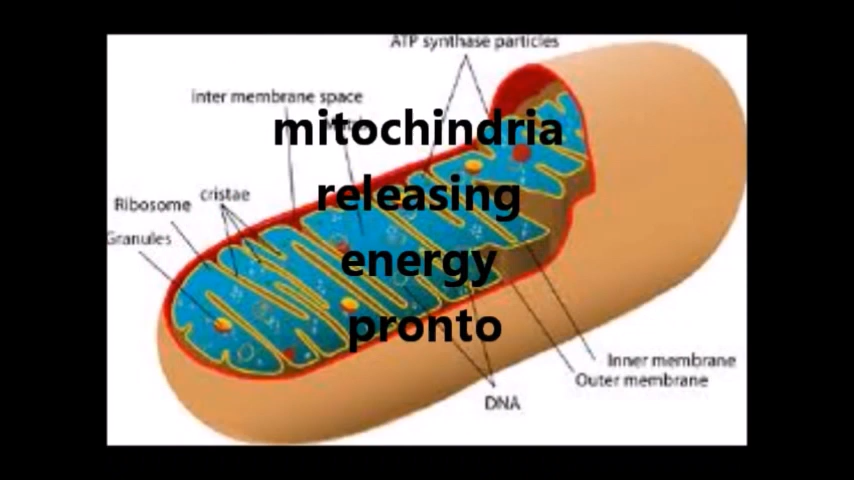 ATP synthase particles
Inter membrane space
mitochindria
releasing
energy
pronto
cristae
Ribosome
Granules
Inner membrane
Outer membrane
DNA